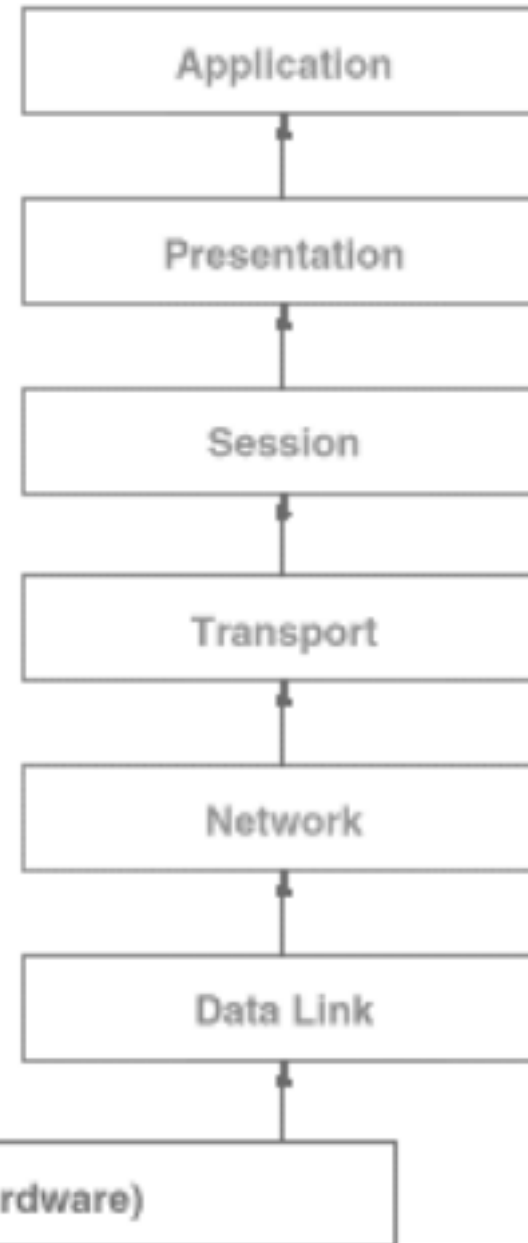 Application
Presentation
Session
Transport
Network
Data Link
rdware)